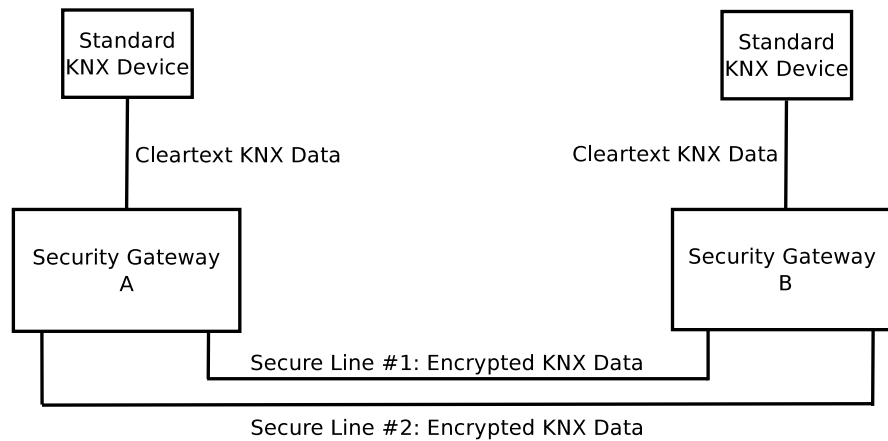 Standard
KNX Device
Standard
KNX Device
Cleartext KNX Data
Cleartext KNX Data
Security Gateway
A
Security Gateway
B
Secure Line #1: Encrypted KNX Data
Secure Line #2: Encrypted KNX Data